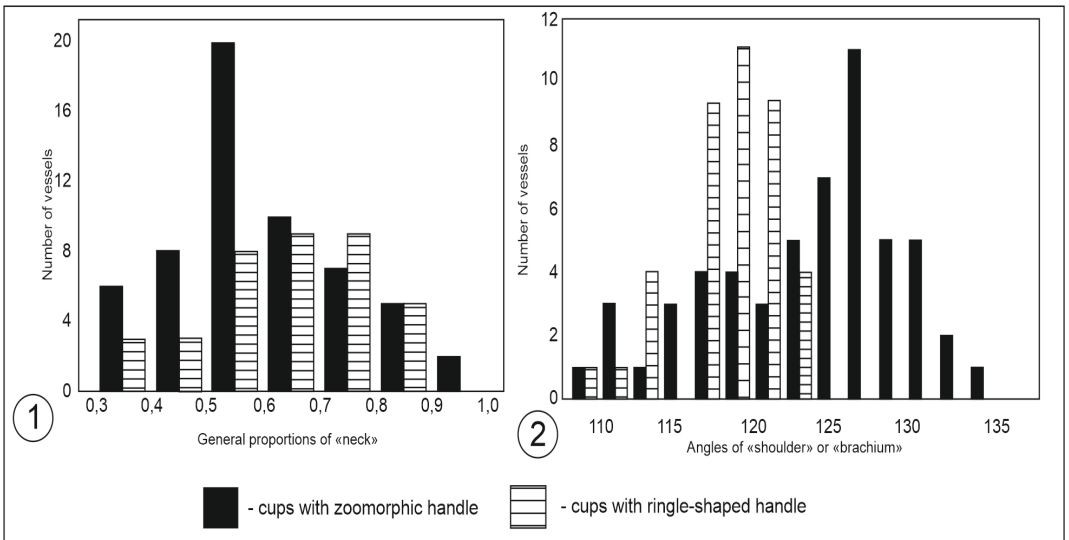 20
16
12
8
4
0
Number of vessels
0,3 0,4 0,5 0,6 0,7 0,8 0,9 1,0
General proportions of «neck»
1
12
10
8
6
4
2
0
Number of vessels
110 115 120 125 130 135
Angles of «shoulder» or «brachium»
2
- cups with zoomorphic handle
- cups with ringle-shaped handle